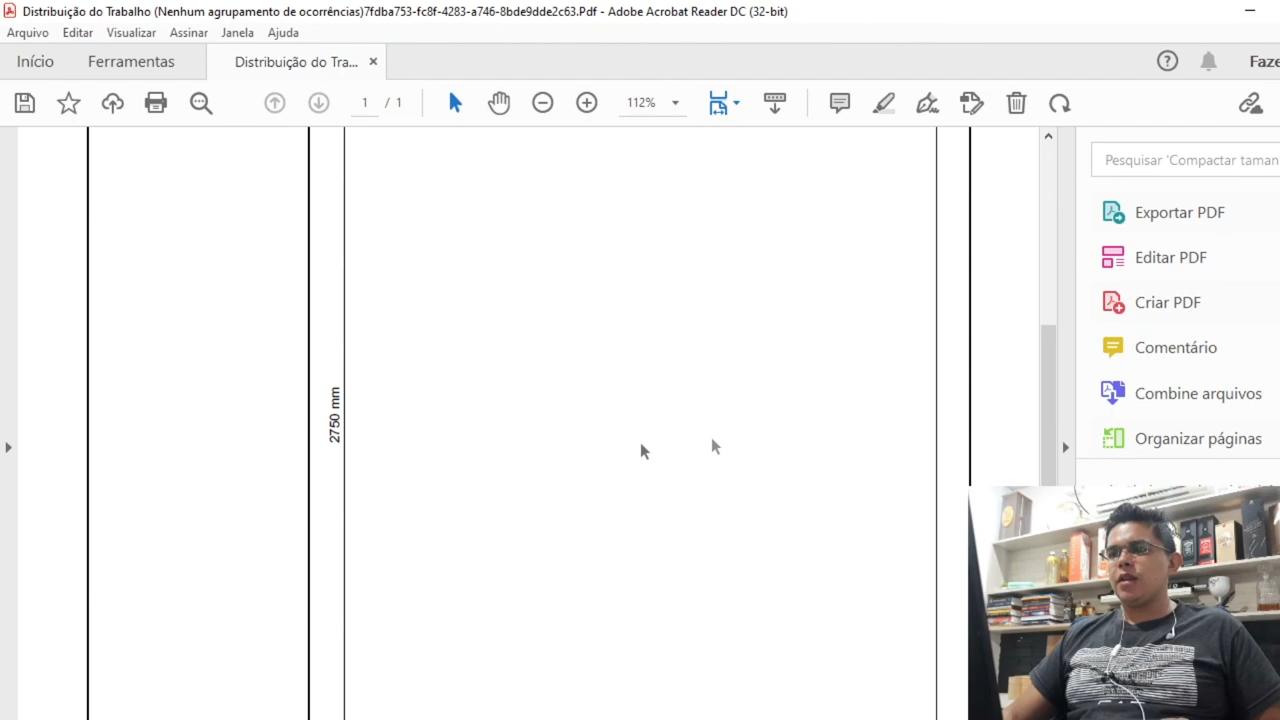 Distribuição do Trabalho (Nenhum agrupamento de ocorrências)7fdba753-fc8f-4283-a746-8bde9dde2c63.Pdf - Adobe Acrobat Reader DC (32-bit)
Arquivo Editar Visualizar Assinar Janela Ajuda
Início Ferramentas Distribuição do Tra... Faze
1 / 1 112%
Pesquisar 'Compactar taman
Exportar PDF
Editar PDF
Criar PDF
Comentário
Combine arquivos
Organizar páginas
2750 mm